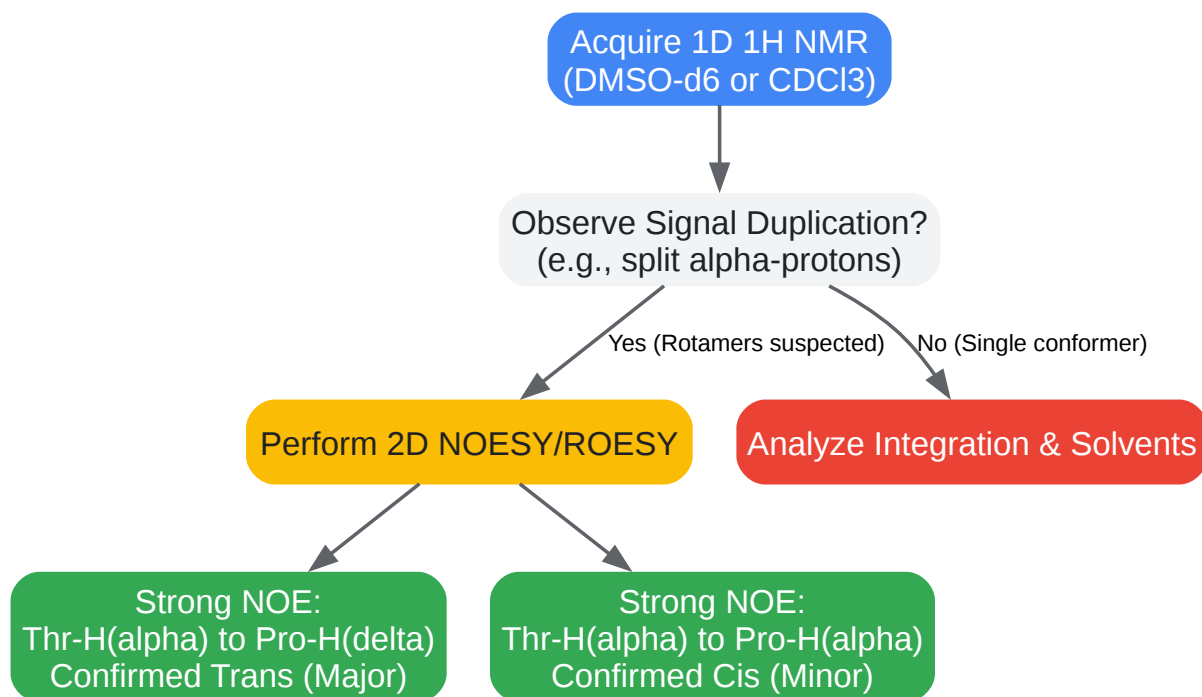 Acquire 1D 1H NMR
(DMSO-d6 or CDCl3)
Observe Signal Duplication?
(e.g., split alpha-protons)
Yes (Rotamers suspected)
No (Single conformer)
Perform 2D NOESY/ROESY
Analyze Integration & Solvents
Strong NOE:
Thr-H(alpha) to Pro-H(delta)
Confirmed Trans (Major)
Strong NOE:
Thr-H(alpha) to Pro-H(alpha)
Confirmed Cis (Minor)